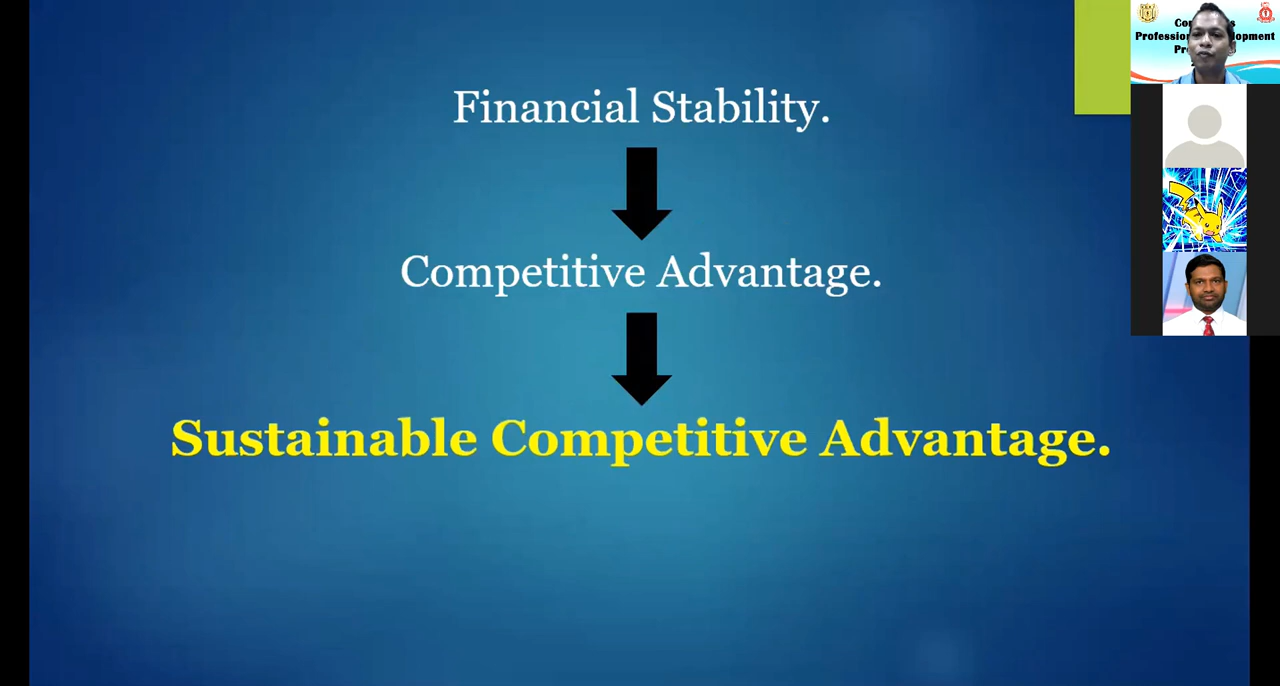 Financial Stability.
Competitive Advantage.
Sustainable Competitive Advantage.